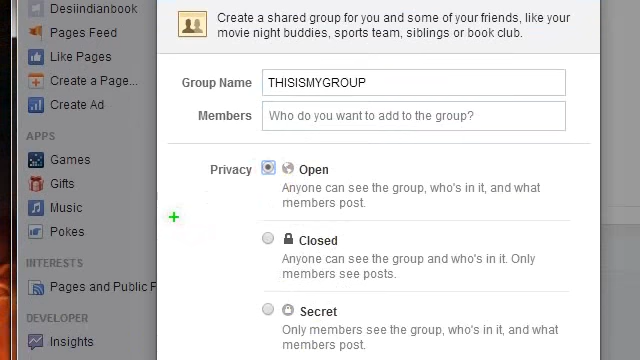 Desiindianbook
Pages Feed
Like Pages
Create a Page...
Create Ad
APPS
Games
Gifts
Music
Pokes
INTERESTS
Pages and Public F
DEVELOPER
Insights
Create a shared group for you and some of your friends, like your
movie night buddies, sports team, siblings or book club.
Group Name THISISMYGROUP
Members Who do you want to add to the group?
Privacy Open
Anyone can see the group, who's in it, and what
members post.
Closed
Anyone can see the group and who's in it. Only
members see posts.
Secret
Only members see the group, who's in it, and what
members post.